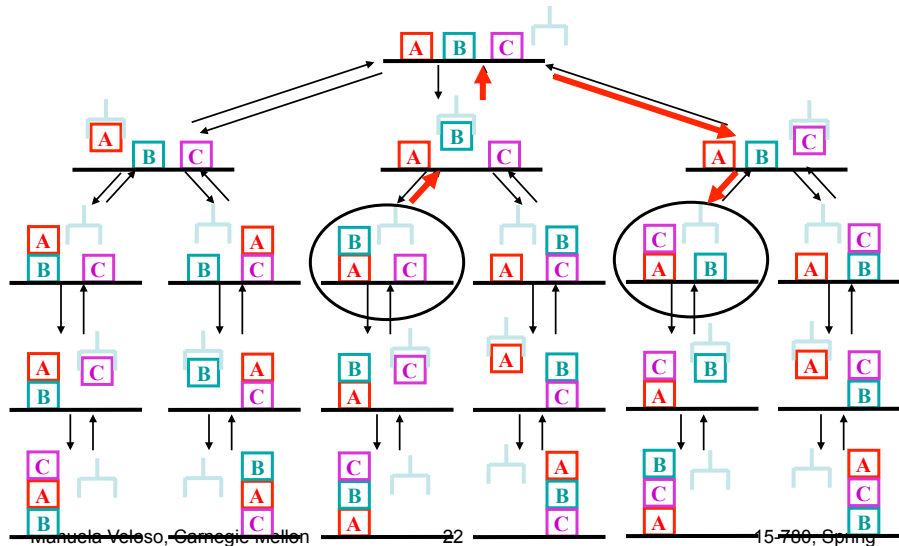 A B C
A B C
B C A C A B
A A B B C C
B C B C A C A C A B A B
A C B A B C A B C B A C
B C A C A B
C B C A B A
A A B B C C
B C A C A B
Manuela Veloso, Carnegie Mellon 22 15-780, Spring